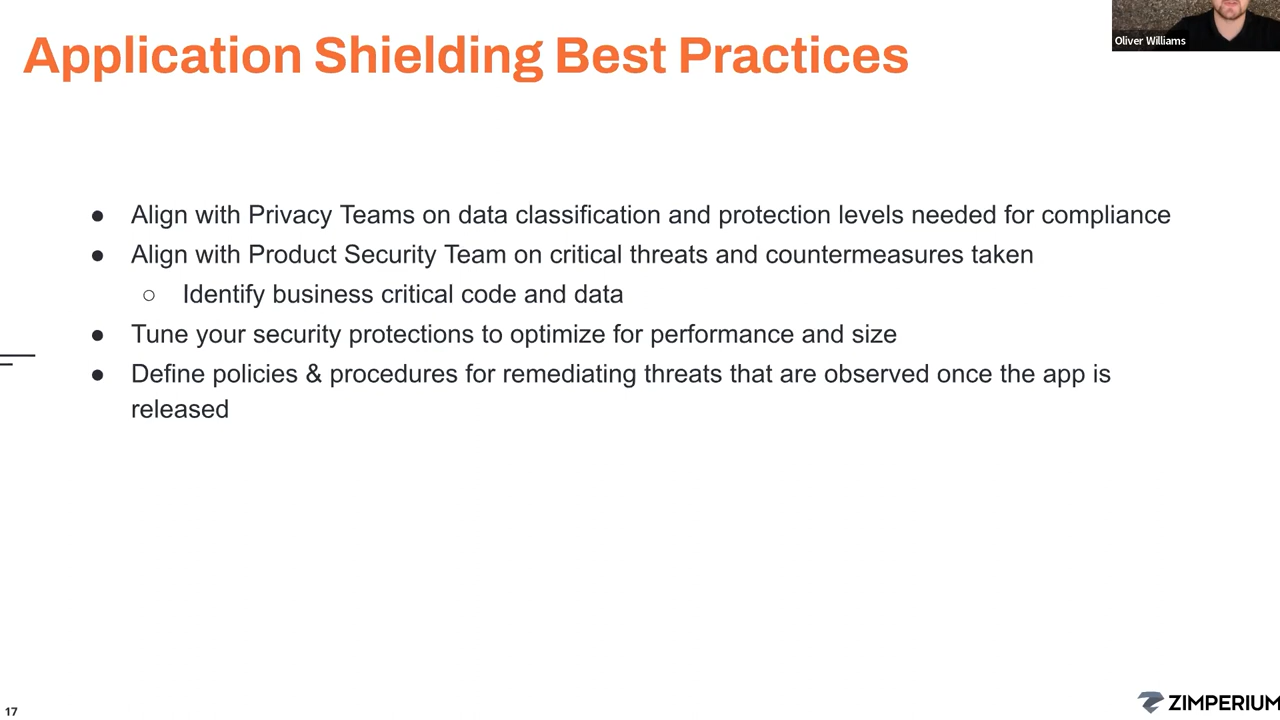 Oliver Williams
Application Shielding Best Practices
● Align with Privacy Teams on data classification and protection levels needed for compliance
● Align with Product Security Team on critical threats and countermeasures taken
○ Identify business critical code and data
● Tune your security protections to optimize for performance and size
● Define policies & procedures for remediating threats that are observed once the app is
released
17
ZIMPERIUM